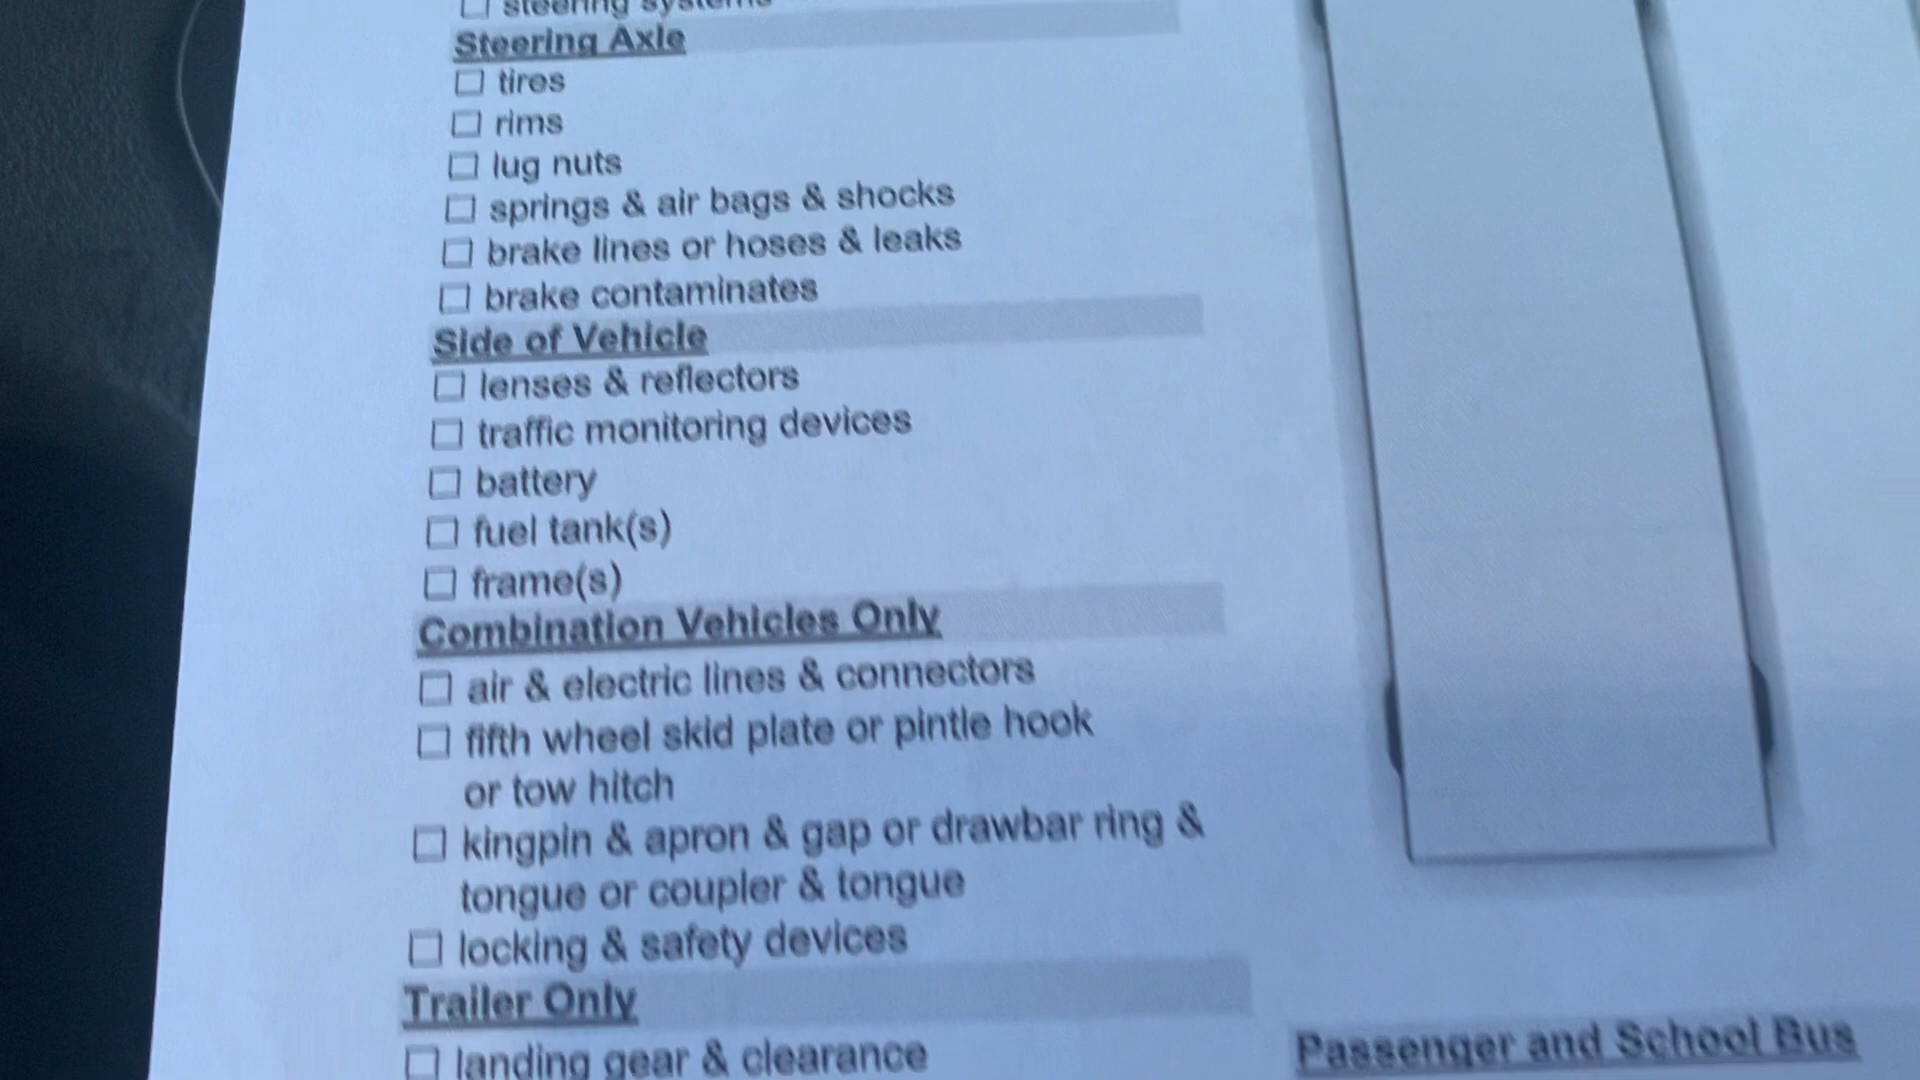 steering systems
Steering Axle
tires
rims
lug nuts
springs & air bags & shocks
brake lines or hoses & leaks
brake contaminates
Side of Vehicle
lenses & reflectors
traffic monitoring devices
battery
fuel tank(s)
frame(s)
Combination Vehicles Only
air & electric lines & connectors
fifth wheel skid plate or pintle hook
or tow hitch
kingpin & apron & gap or drawbar ring &
tongue or coupler & tongue
locking & safety devices
Trailer Only
landing gear & clearance
Passenger and School Bus